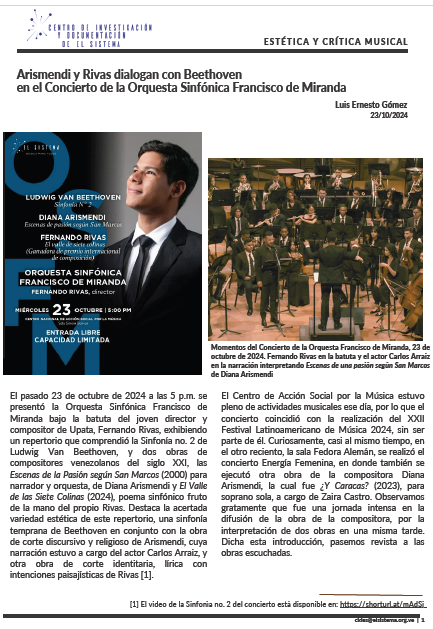 CENTRO DE INVESTIGACIÓN
Y DOCUMENTACIÓN
DE EL SISTEMA
ESTÉTICA Y CRÍTICA MUSICAL
Arismendi y Rivas dialogan con Beethoven
en el Concierto de la Orquesta Sinfónica Francisco de Miranda
Luis Ernesto Gómez
23/10/2024
EL SISTEMA
LUDWIG VAN BEETHOVEN
Sinfonía N° 2
DIANA ARISMENDI
Escenas de pasión según San Marcos
FERNANDO RIVAS
El valle de siete colinas
(Ganadora de premio internacional
de composición)
ORQUESTA SINFÓNICA
FRANCISCO DE MIRANDA
FERNANDO RIVAS, director
MIÉRCOLES 23 OCTUBRE | 5:00 PM
CENTRO NACIONAL DE ACCIÓN SOCIAL POR LA MÚSICA
ENTRADA LIBRE
CAPACIDAD LIMITADA
Momentos del Concierto de la Orquesta Francisco de Miranda, 23 de
octubre de 2024. Fernando Rivas en la batuta y el actor Carlos Arraiz
en la narración interpretando Escenas de una pasión según San Marcos
de Diana Arismendi
El pasado 23 de octubre de 2024 a las 5 p.m. se
presentó la Orquesta Sinfónica Francisco de
Miranda bajo la batuta del joven director y
compositor de Upata, Fernando Rivas, exhibiendo
un repertorio que comprendió la Sinfonía no. 2 de
Ludwig Van Beethoven, y dos obras de
compositores venezolanos del siglo XXI, las
Escenas de la Pasión según San Marcos (2000) para
narrador y orquesta, de Diana Arismendi y El Valle
de las Siete Colinas (2024), poema sinfónico fruto
de la mano del propio Rivas. Destaca la acertada
variedad estética de este repertorio, una sinfonía
temprana de Beethoven en conjunto con la obra
de corte discursivo y religioso de Arismendi, cuya
narración estuvo a cargo del actor Carlos Arraiz, y
otra obra de corte identitaria, lírica con
intenciones paisajísticas de Rivas [1].
El Centro de Acción Social por la Música estuvo
pleno de actividades musicales ese día, por lo que el
concierto coincidió con la realización del XXII
Festival Latinoamericano de Música 2024, sin ser
parte de él. Curiosamente, casi al mismo tiempo, en
el otro recinto, la sala Fedora Alemán, se realizó el
concierto Energía Femenina, en donde también se
ejecutó otra obra de la compositora Diana
Arismendi, la cual fue ¿Y Caracas? (2023), para
soprano sola, a cargo de Zaira Castro. Observamos
gratamente que fue una jornada intensa en la
difusión de la obra de la compositora, por la
interpretación de dos obras en una misma tarde.
Dicha esta introducción, pasemos revista a las
obras escuchadas.
[1] El video de la Sinfonia no. 2 del concierto está disponible en: https://shorturl.at/mAdSi
cides@elsistema.org.ve | 1